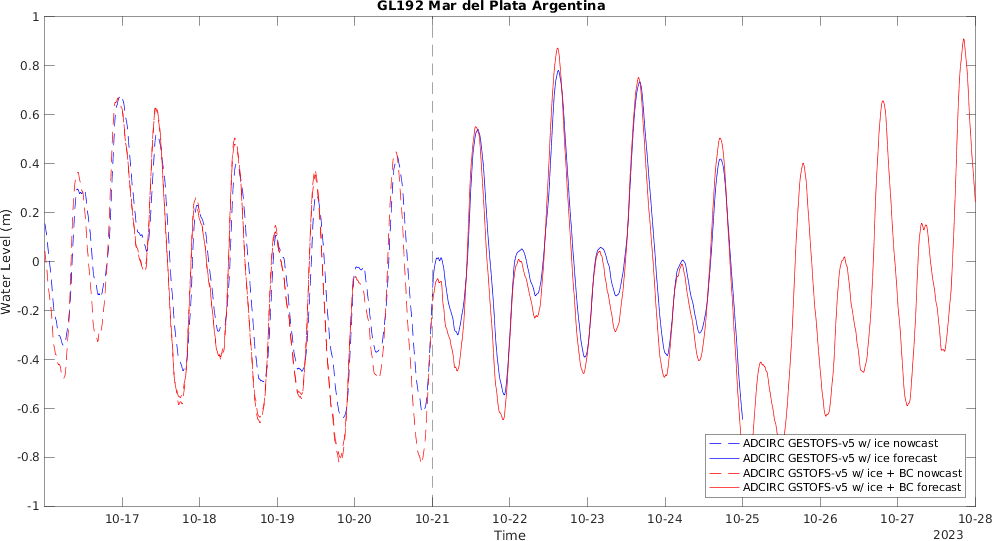 GL192 Mar del Plata Argentina
1
0.8
0.6
0.4
0.2
0
-0.2
-0.4
-0.6
-0.8
-1
Water Level (m)
ADCIRC GESTOFS-v5 w/ ice nowcast
ADCIRC GESTOFS-v5 w/ ice forecast
ADCIRC GSTOFS-v5 w/ ice + BC nowcast
ADCIRC GSTOFS-v5 w/ ice + BC forecast
10-17 10-18 10-19 10-20 10-21 10-22 10-23 10-24 10-25 10-26 10-27 10-28
Time
2023